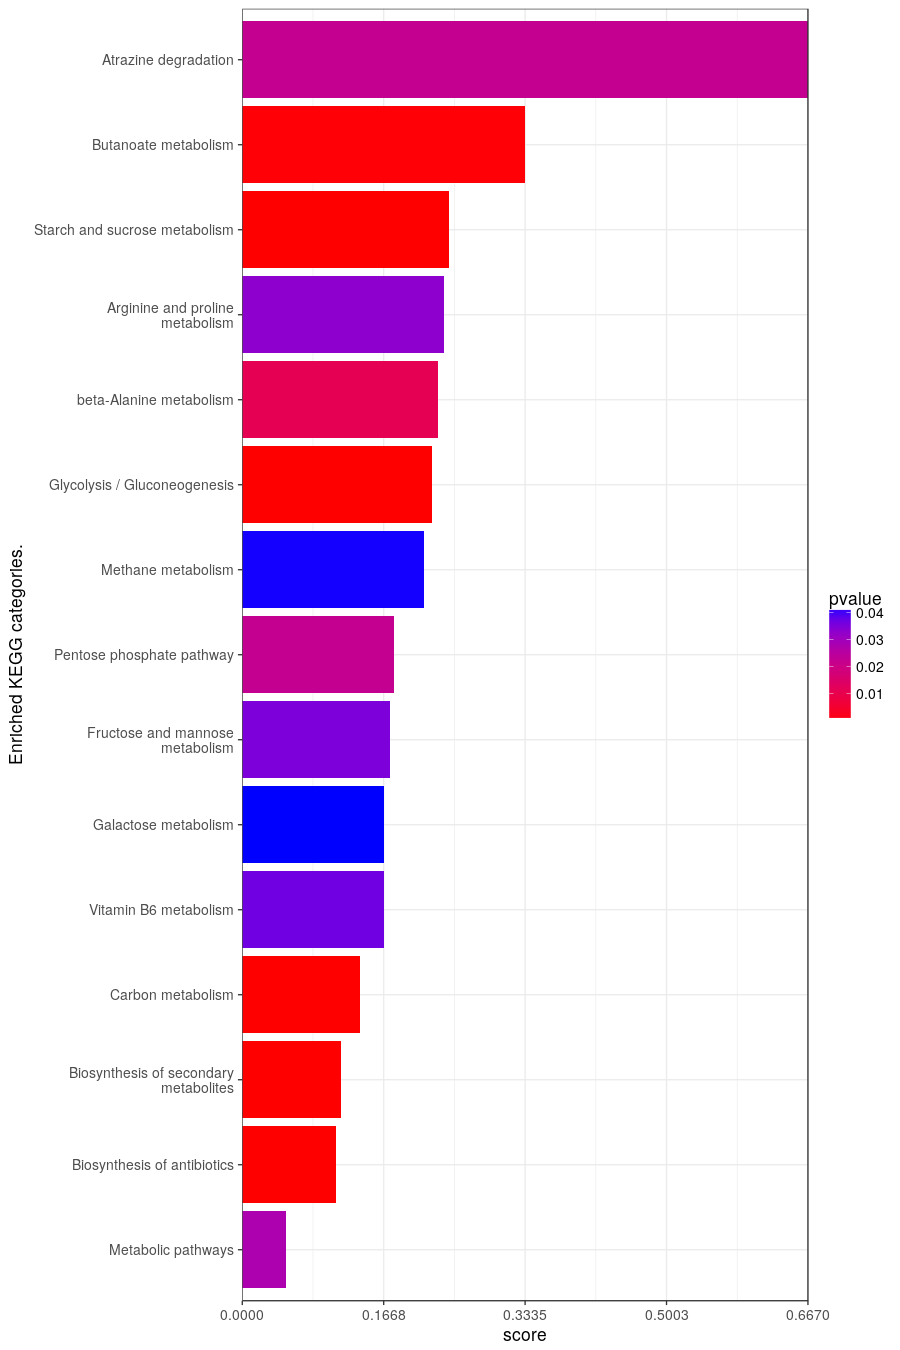 Atrazine degradation
Butanoate metabolism
Starch and sucrose metabolism
Arginine and proline
metabolism
beta-Alanine metabolism
Glycolysis / Gluconeogenesis
Methane metabolism
Pentose phosphate pathway
Fructose and mannose
metabolism
Galactose metabolism
Vitamin B6 metabolism
Carbon metabolism
Biosynthesis of secondary
metabolites
Biosynthesis of antibiotics
Metabolic pathways
Enriched KEGG categories.
0.0000 0.1668 0.3335 0.5003 0.6670
score
pvalue
0.04
0.03
0.02
0.01